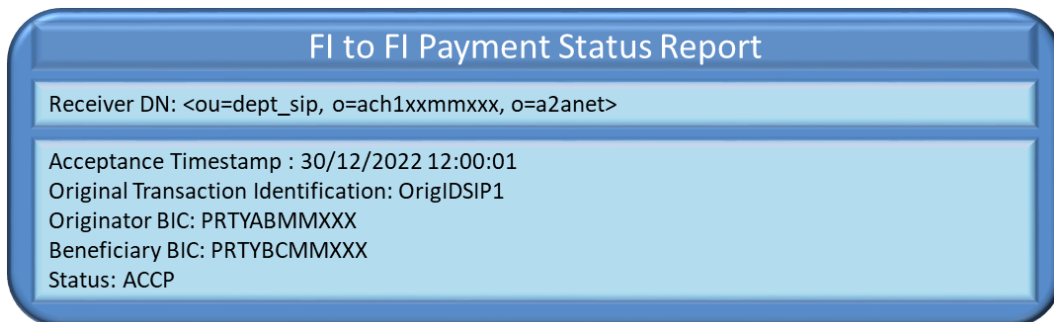 FI to FI Payment Status Report
Receiver DN: <ou=dept_sip, o=ach1xxmmxxx, o=a2anet>
Acceptance Timestamp : 30/12/2022 12:00:01
Original Transaction Identification: OrigIDSIP1
Originator BIC: PRTYABMMXXX
Beneficiary BIC: PRTYBCMMXXX
Status: ACCP